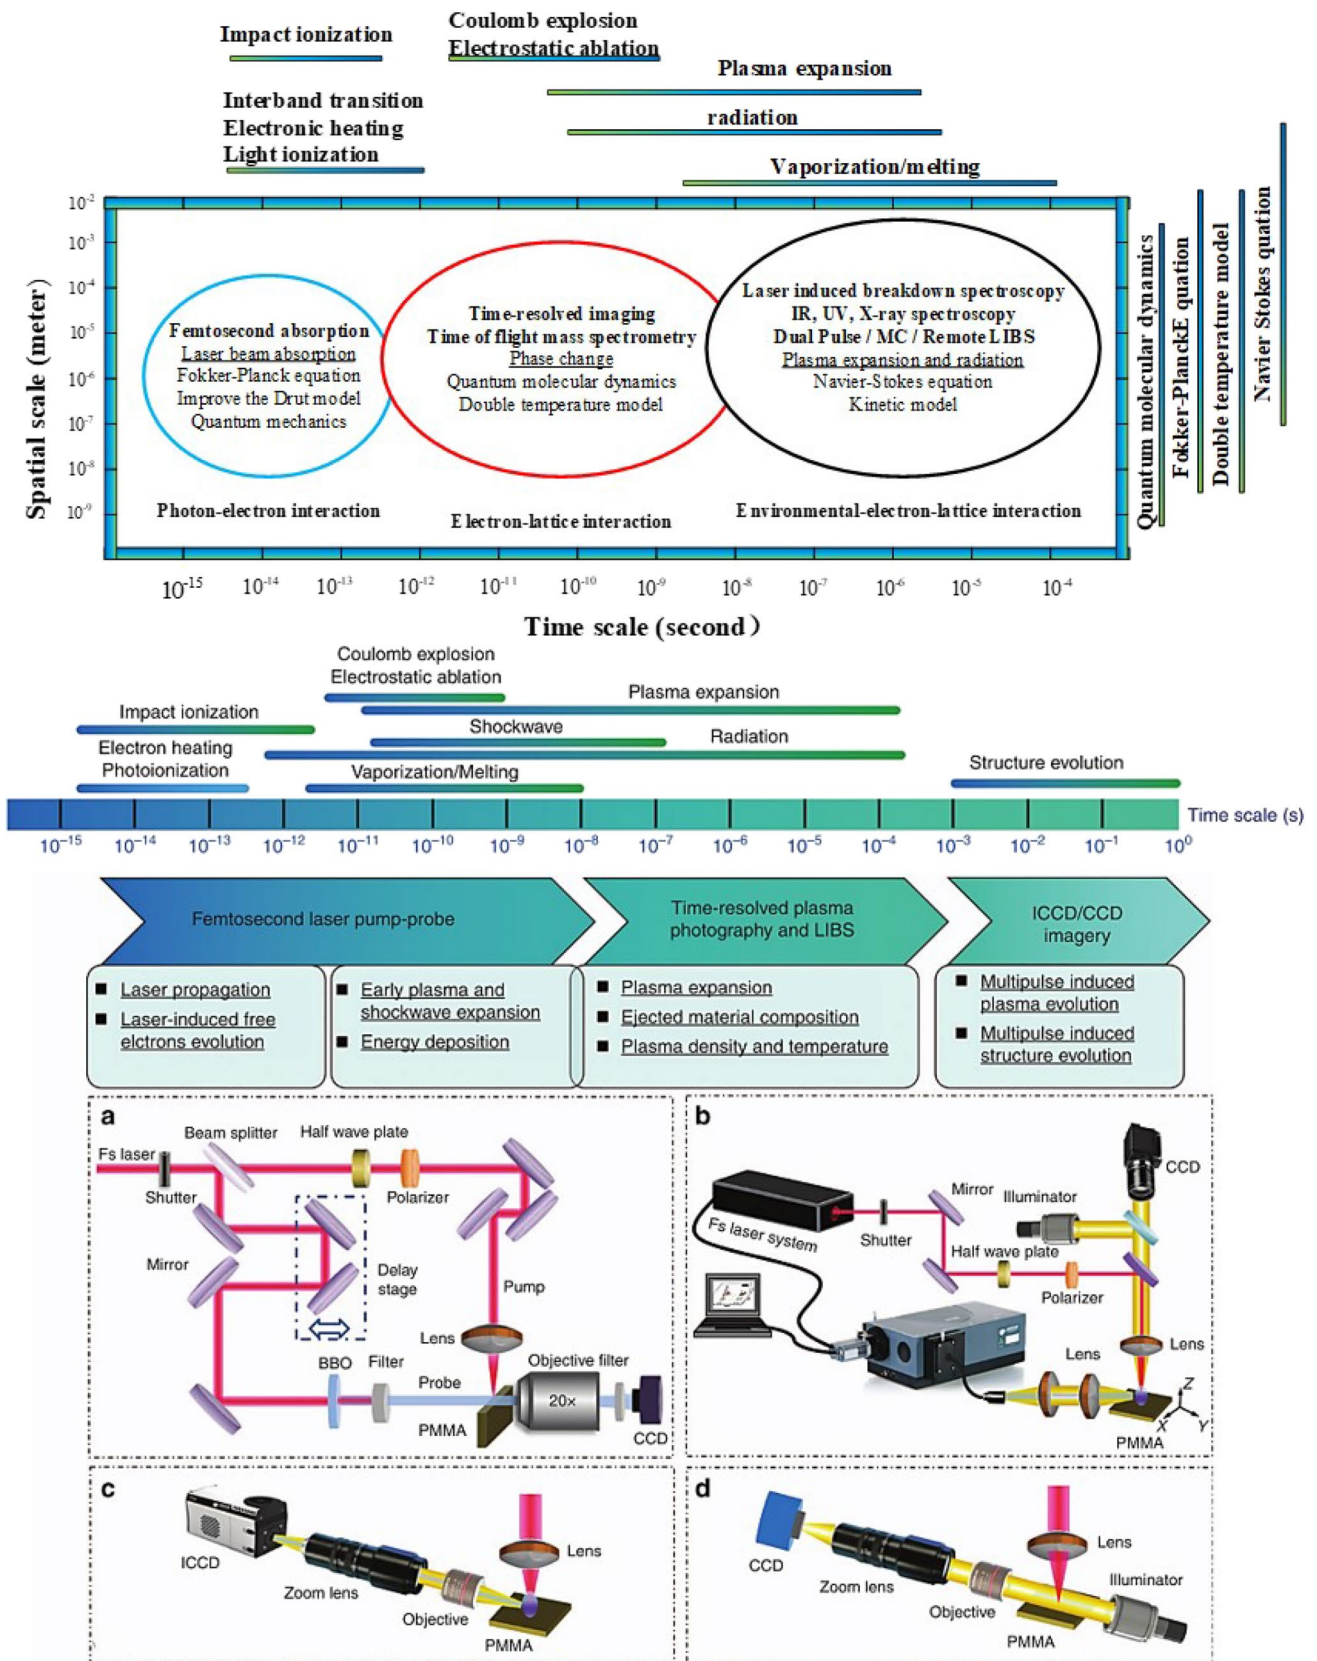 Impact ionization
Coulomb explosion
Electrostatic ablation
Plasma expansion
Interband transition
Electronic heating
Light ionization
radiation
Vaporization/melting
Spatial scale (meter)
10-2
10-3
10-4
10-5
10-6
10-7
10-8
10-9
Femtosecond absorption
Laser beam absorption
Fokker-Planck equation
Improve the Drut model
Quantum mechanics
Photon-electron interaction
Time-resolved imaging
Time of flight mass spectrometry
Phase change
Quantum molecular dynamics
Double temperature model
Electron-lattice interaction
Laser induced breakdown spectroscopy
IR, UV, X-ray spectroscopy
Dual Pulse / MC / Remote LIBS
Plasma expansion and radiation
Navier-Stokes equation
Kinetic model
Environmental-electron-lattice interaction
Quantum molecular dynamics
Fokker-PlanckE quation
Double temperature model
Navier Stokes quation
10-15 10-14 10-13 10-12 10-11 10-10 10-9 10-8 10-7 10-6 10-5 10-4
Time scale (second）
Coulomb explosion
Electrostatic ablation
Plasma expansion
Impact ionization
Shockwave
Radiation
Electron heating
Photoionization
Vaporization/Melting
Structure evolution
Time scale (s)
10−15 10−14 10−13 10−12 10−11 10−10 10−9 10−8 10−7 10−6 10−5 10−4 10−3 10−2 10−1 100
Femtosecond laser pump-probe
Time-resolved plasma
photography and LIBS
ICCD/CCD
imagery
■ Laser propagation
■ Laser-induced free
elctrons evolution
■ Early plasma and
shockwave expansion
■ Energy deposition
■ Plasma expansion
■ Ejected material composition
■ Plasma density and temperature
■ Multipulse induced
plasma evolution
■ Multipulse induced
structure evolution
a
Beam splitter
Half wave plate
Fs laser
Shutter
Polarizer
Mirror
Delay
stage
Pump
Lens
BBO
Filter
Probe
Objective filter
20×
PMMA
CCD
b
CCD
Mirror
Illuminator
Fs laser system
Shutter
Half wave plate
Polarizer
Lens
Lens
Z
X
Y
PMMA
c
ICCD
Zoom lens
Objective
Lens
PMMA
d
CCD
Zoom lens
Objective
Lens
Illuminator
PMMA